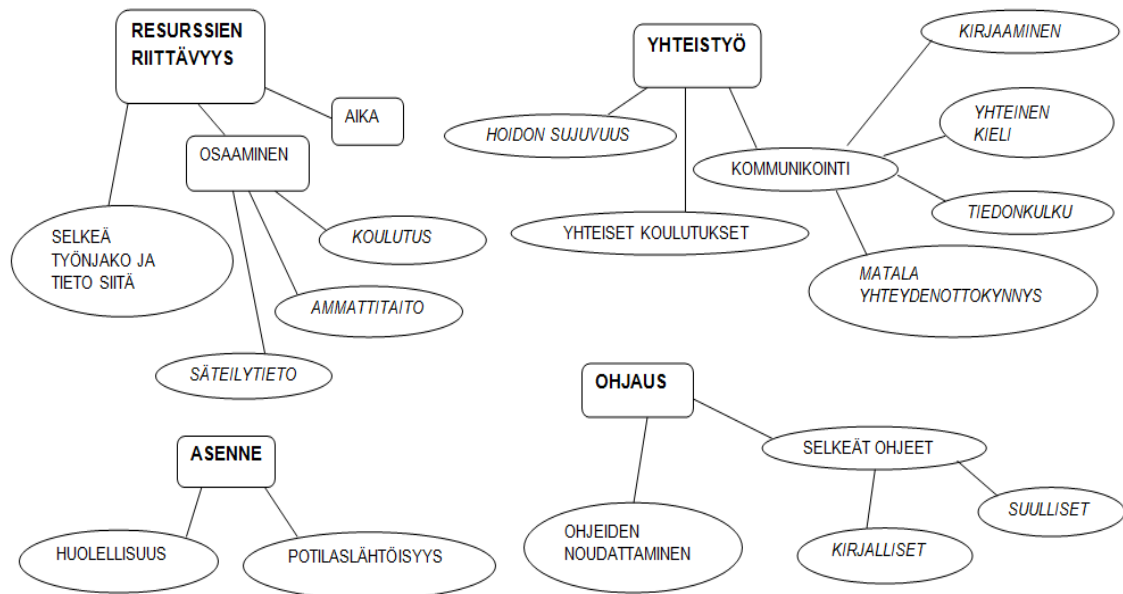 RESURSSIEN
RIITTÄVYYS
AIKA
OSAAMINEN
SELKEÄ
TYÖNJAKO JA
TIETO SIITÄ
KOULUTUS
AMMATTITAITO
SÄTEILYTIETO
YHTEISTYÖ
HOIDON SUJUVUUS
YHTEISET KOULUTUKSET
KOMMUNIKOINTI
KIRJAAMINEN
YHTEINEN
KIELI
TIEDONKULKU
MATALA
YHTEYDENOTTOKYNNYS
ASENNE
HUOLELLISUUS
POTILASLÄHTÖISYYS
OHJAUS
OHJEIDEN
NOUDATTAMINEN
SELKEÄT OHJEET
KIRJALLISET
SUULLISET